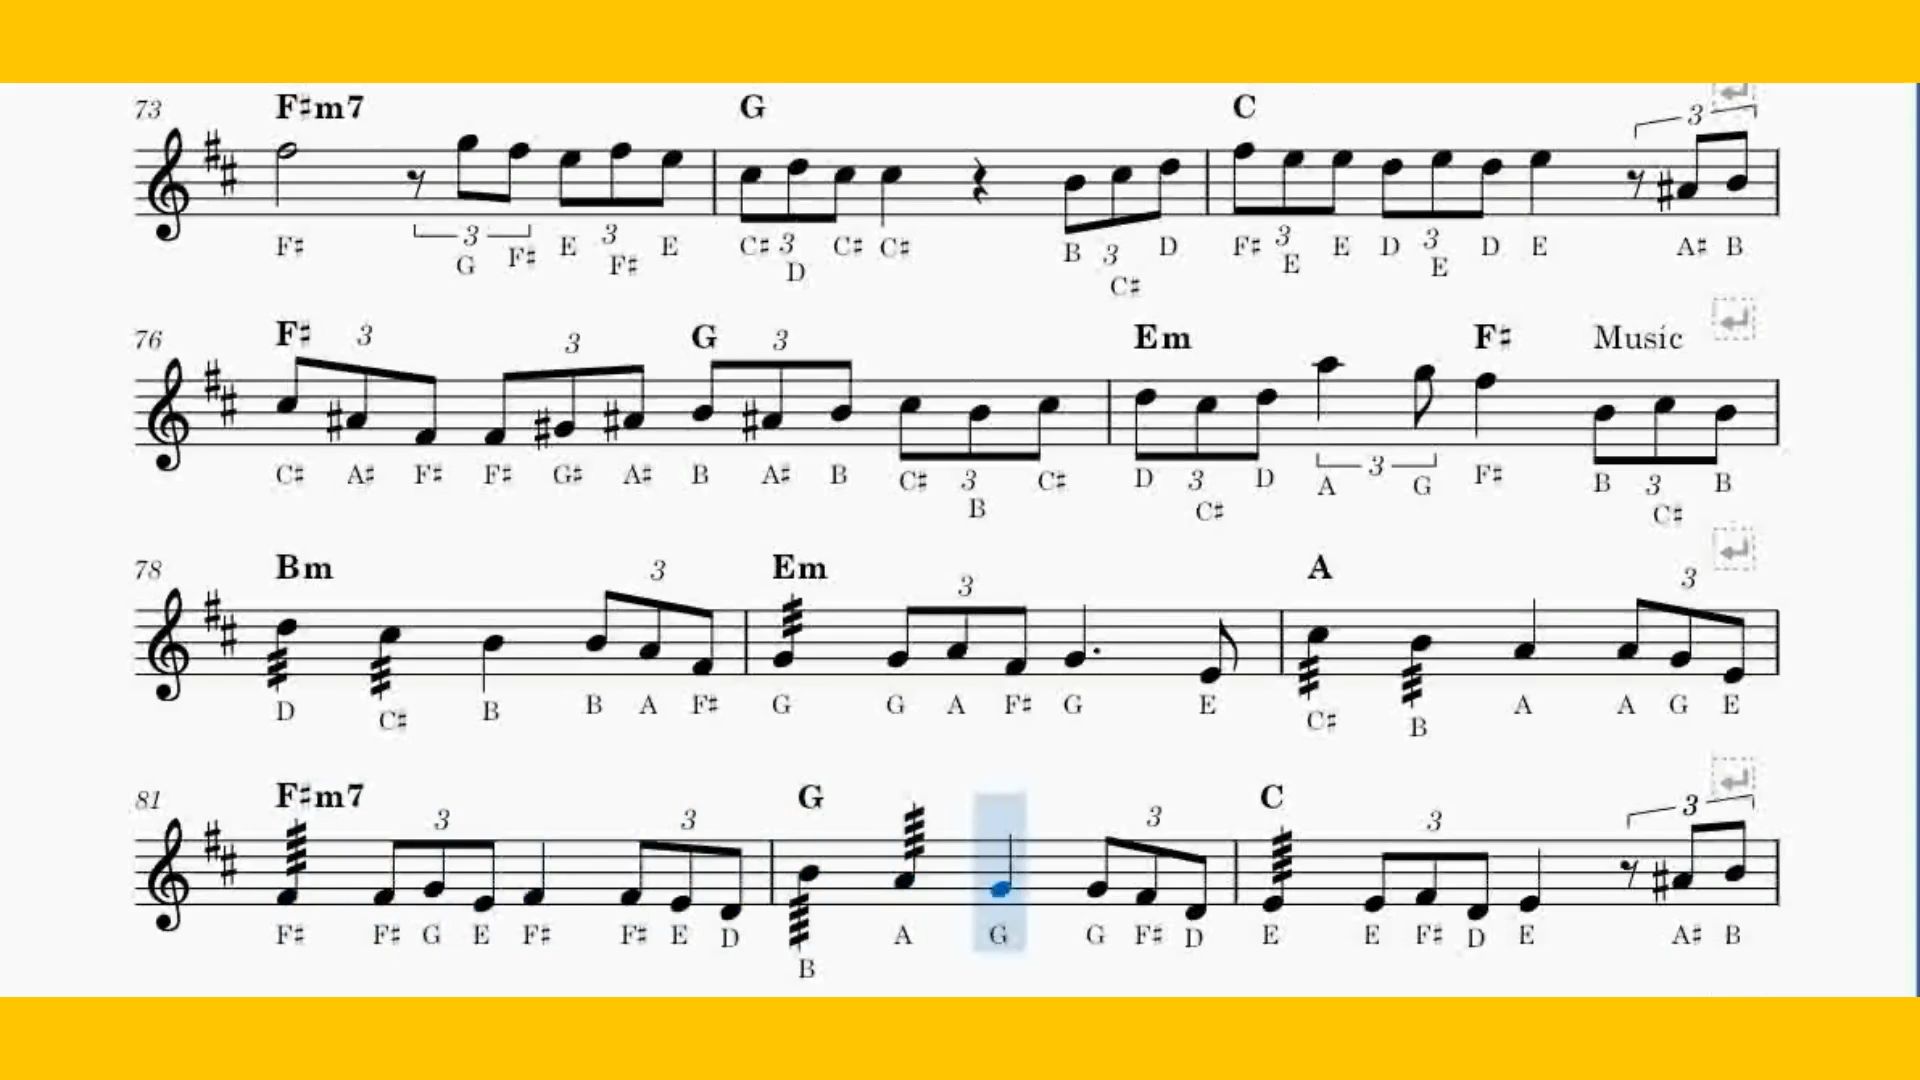 73 F♯m7 G C 3
3 3 3 3 3 3
F♯ G F♯ E F♯ E C♯ D C♯ C♯ B C♯ D F♯ E E D E D E A♯ B
76 F♯ 3 3 G 3 Em F♯ Music
3 3 3 3
C♯ A♯ F♯ F♯ G♯ A♯ B A♯ B C♯ B C♯ D C♯ D A G F♯ B C♯ B
78 Bm 3 Em 3 A 3
D C♯ B B A F♯ G G A F♯ G E C♯ B A A G E
81 F♯m7 3 3 G 3 C 3 3
F♯ F♯ G E F♯ F♯ E D B A G G F♯ D E E F♯ D E A♯ B